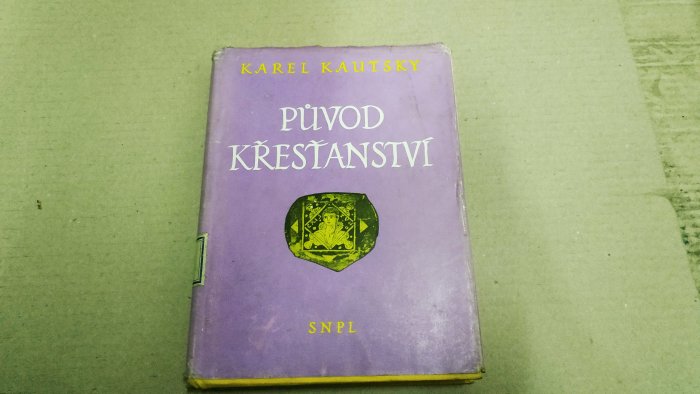 KAREL KAUTSKY
PŮVOD
KŘESŤANSTVÍ
SNPL